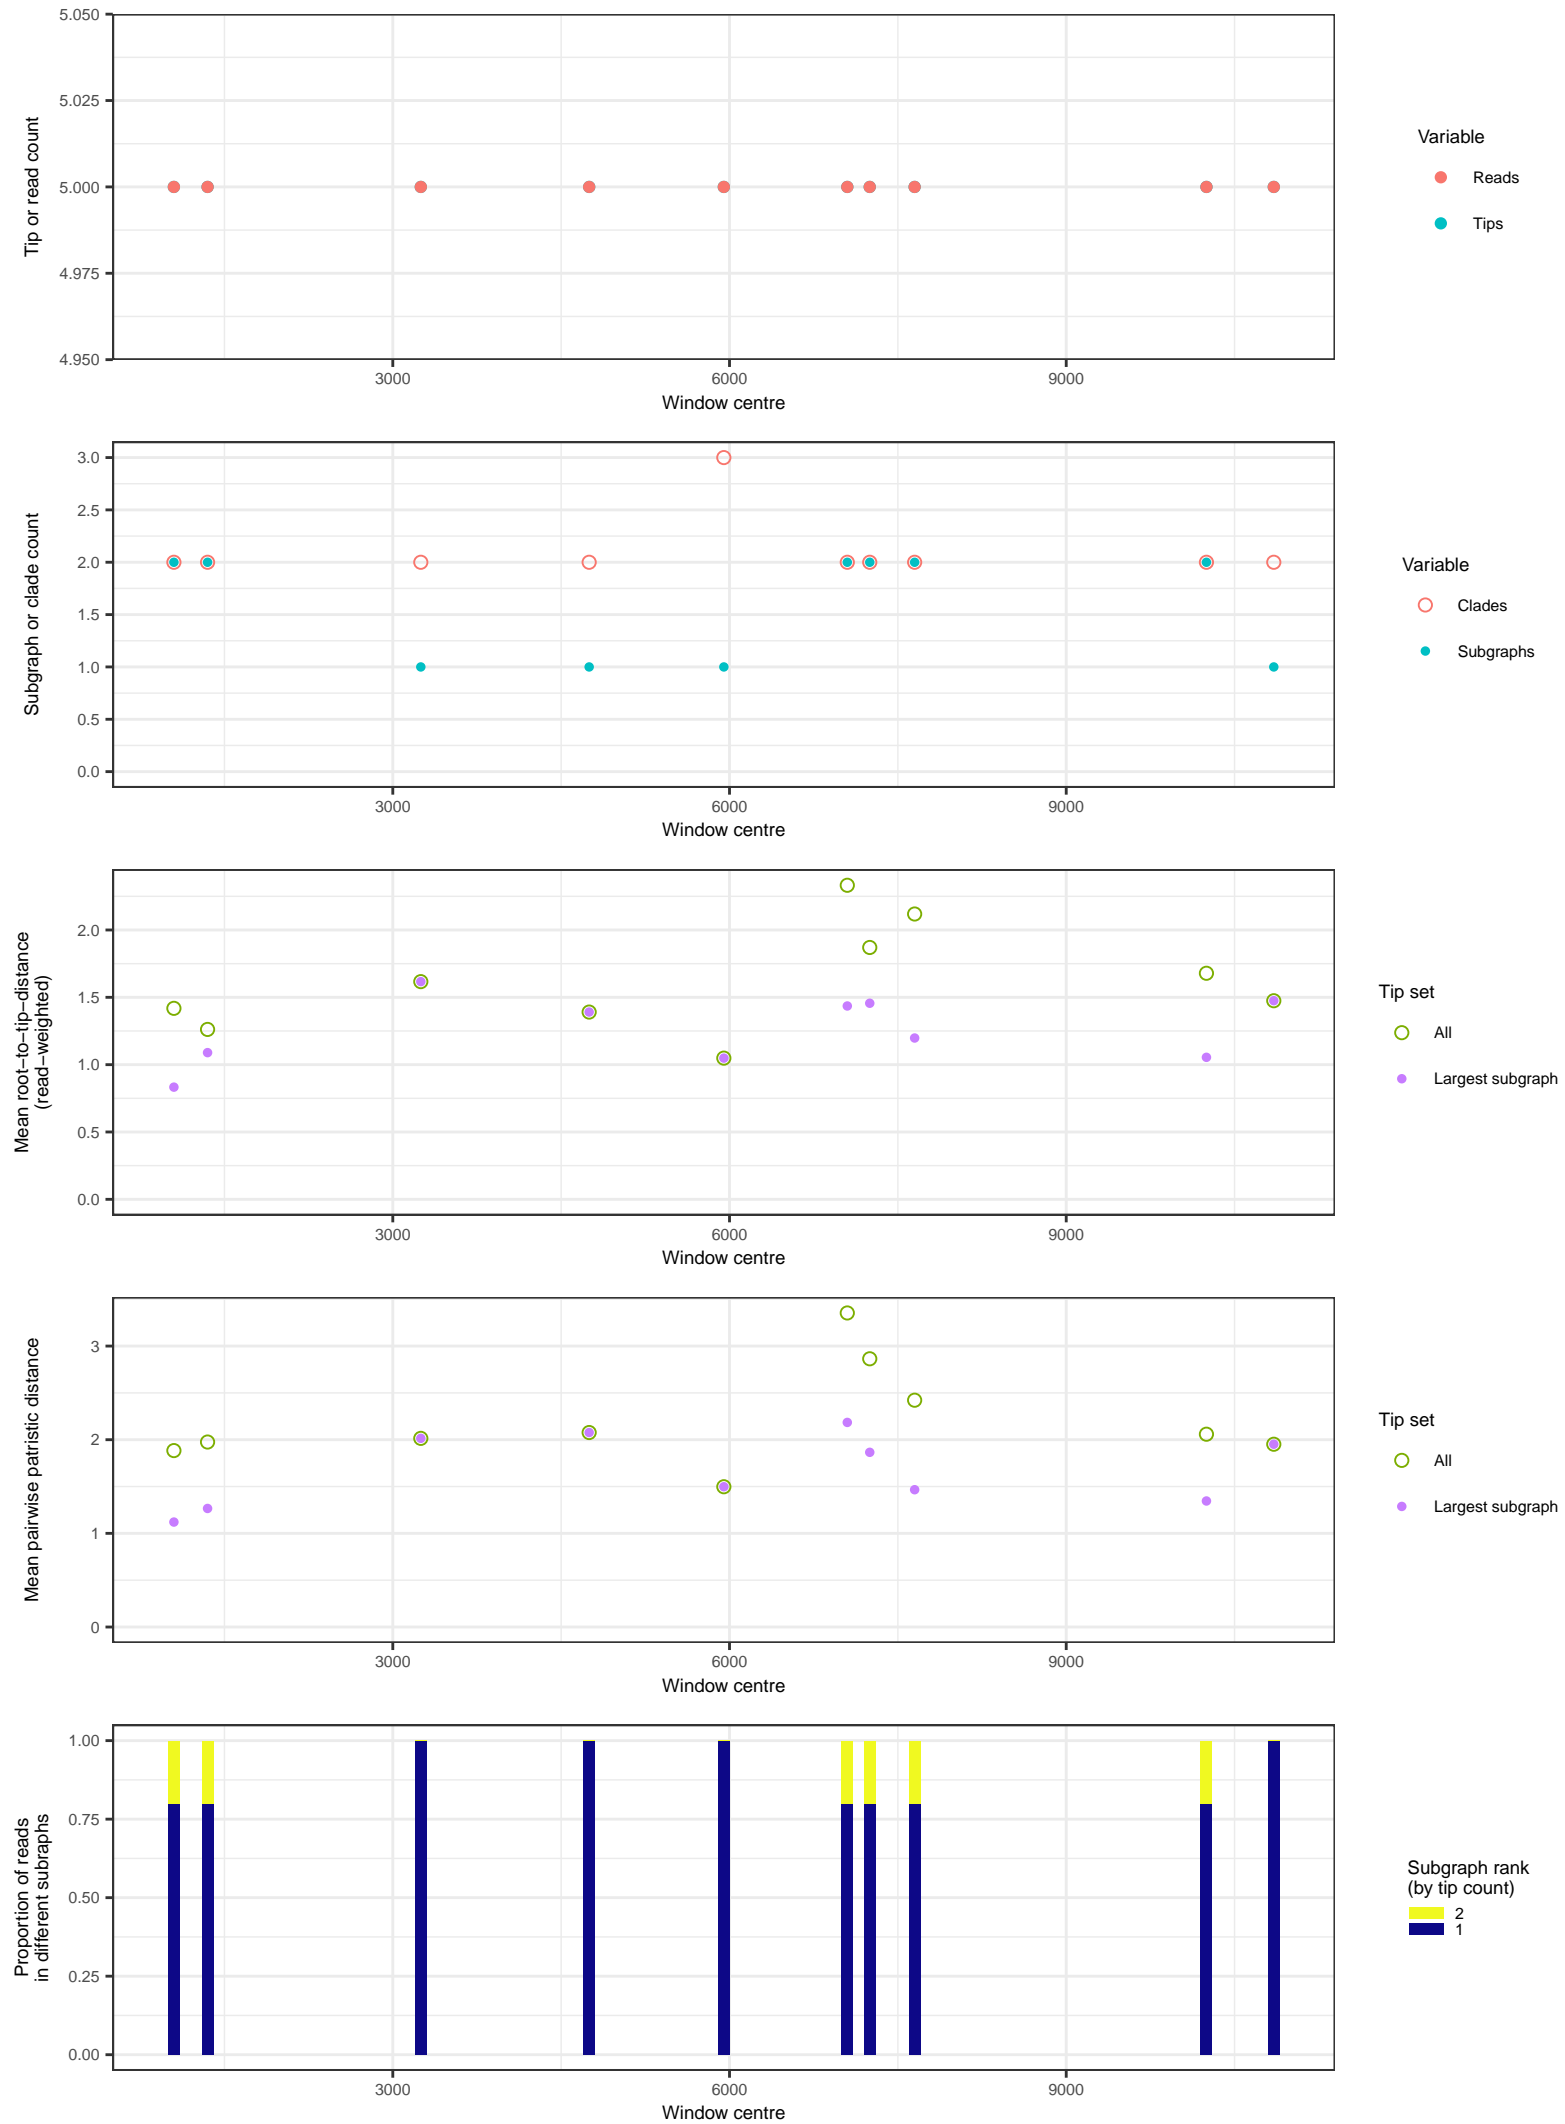 5.050
5.025
5.000
4.975
4.950
Tip or read count
3000
6000
9000
Window centre
Variable
Reads
Tips
3.0
2.5
2.0
1.5
1.0
0.5
0.0
Subgraph or clade count
3000
6000
9000
Window centre
Variable
Clades
Subgraphs
2.0
1.5
1.0
0.5
0.0
Mean root−to−tip−distance
(read−weighted)
3000
6000
9000
Window centre
Tip set
All
Largest subgraph
3
2
1
0
Mean pairwise patristic distance
3000
6000
9000
Window centre
Tip set
All
Largest subgraph
1.00
0.75
0.50
0.25
0.00
Proportion of reads
in different subraphs
3000
6000
9000
Window centre
Subgraph rank
(by tip count)
2
1